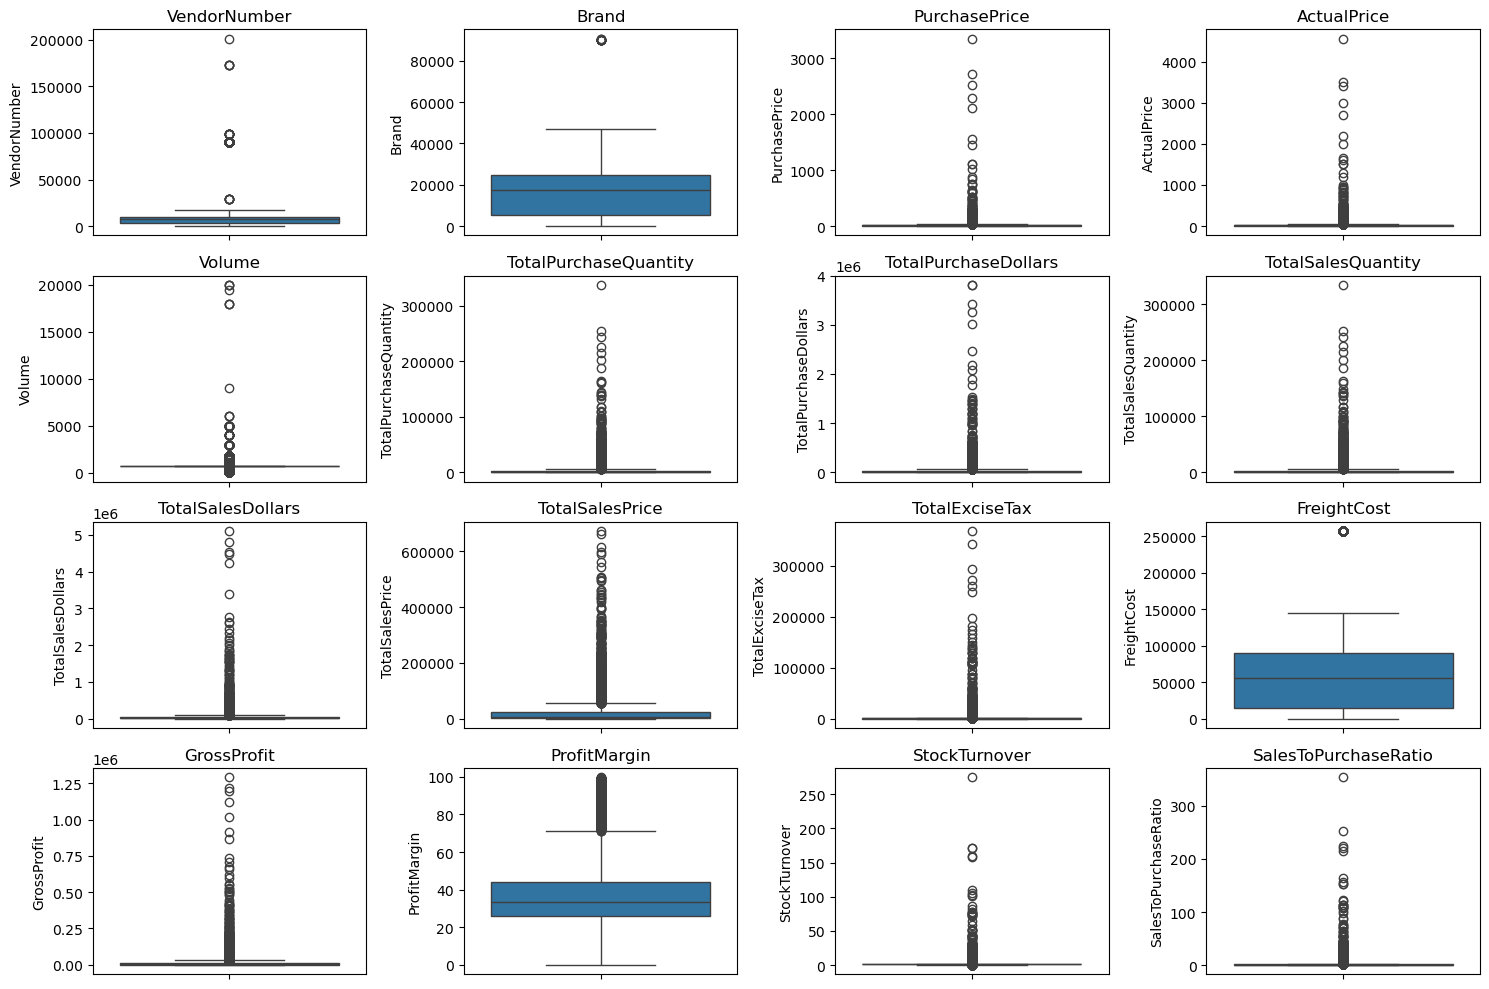 VendorNumber
VendorNumber
200000
150000
100000
50000
0
Brand
Brand
80000
60000
40000
20000
0
PurchasePrice
PurchasePrice
3000
2000
1000
0
ActualPrice
ActualPrice
4000
3000
2000
1000
0
Volume
Volume
20000
15000
10000
5000
0
TotalPurchaseQuantity
TotalPurchaseQuantity
300000
200000
100000
0
TotalPurchaseDollars
1e6
TotalPurchaseDollars
4
3
2
1
0
TotalSalesQuantity
TotalSalesQuantity
300000
200000
100000
0
TotalSalesDollars
1e6
TotalSalesDollars
5
4
3
2
1
0
TotalSalesPrice
TotalSalesPrice
600000
400000
200000
0
TotalExciseTax
TotalExciseTax
300000
200000
100000
0
FreightCost
FreightCost
250000
200000
150000
100000
50000
0
GrossProfit
1e6
GrossProfit
1.25
1.00
0.75
0.50
0.25
0.00
ProfitMargin
ProfitMargin
100
80
60
40
20
0
StockTurnover
StockTurnover
250
200
150
100
50
0
SalesToPurchaseRatio
SalesToPurchaseRatio
300
200
100
0